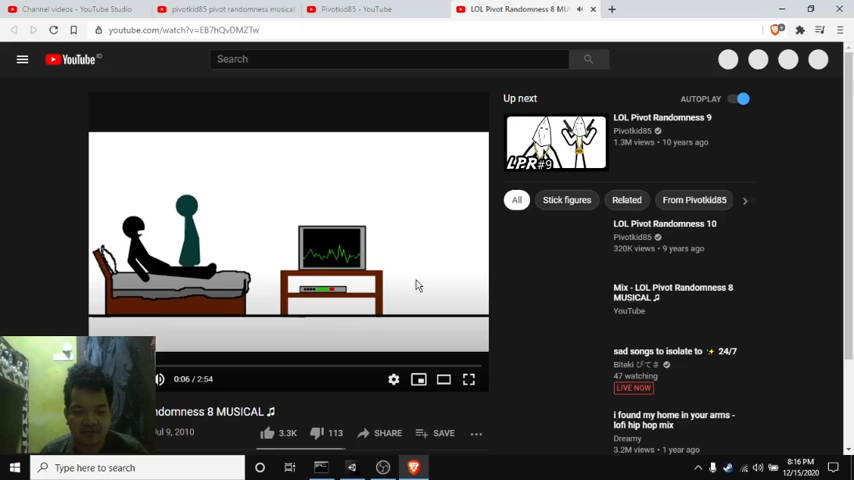 Channel videos - YouTube Studio
pivotkid85 pivot randomness musical
Pivotkid85 - YouTube
LOL Pivot Randomness 8 MU
youtube.com/watch?v=EB7hQvDMZTw
YouTube ID
Search
Up next
AUTOPLAY
LPR#9
LOL Pivot Randomness 9
Pivotkid85
1.3M views • 10 years ago
All
Stick figures
Related
From Pivotkid85
LOL Pivot Randomness 10
Pivotkid85
320K views • 9 years ago
Mix - LOL Pivot Randomness 8
MUSICAL ♫
YouTube
sad songs to isolate to ✨ 24/7
Biteki びてき
47 watching
LIVE NOW
i found my home in your arms -
lofi hip hop mix
Dreamy
3.2M views • 1 year ago
0:06 / 2:54
ndomness 8 MUSICAL ♫
Jul 9, 2010
3.3K
113
SHARE
SAVE
Type here to search
8:16 PM
12/15/2020